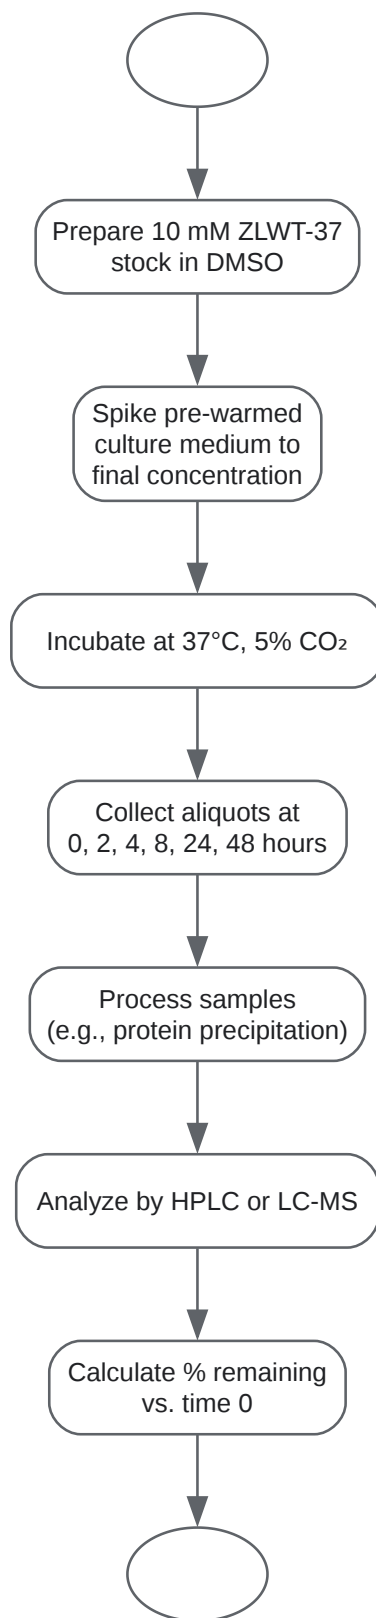 Prepare 10 mM ZLWT-37
stock in DMSO
Spike pre-warmed
culture medium to
final concentration
Incubate at 37°C, 5% CO₂
Collect aliquots at
0, 2, 4, 8, 24, 48 hours
Process samples
(e.g., protein precipitation)
Analyze by HPLC or LC-MS
Calculate % remaining
vs. time 0